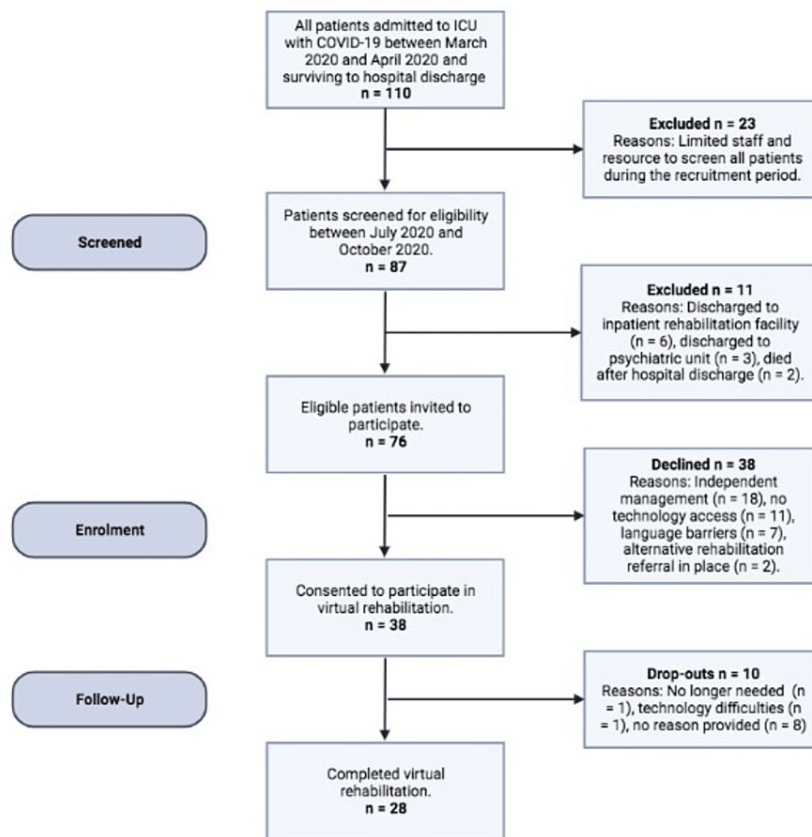 All patients admitted to ICU
with COVID-19 between March
2020 and April 2020 and
surviving to hospital discharge
n = 110
Excluded n = 23
Reasons: Limited staff and
resource to screen all patients
during the recruitment period.
Screened
Patients screened for eligibility
between July 2020 and
October 2020.
n = 87
Excluded n = 11
Reasons: Discharged to
inpatient rehabilitation facility
(n = 6), discharged to
psychiatric unit (n = 3), died
after hospital discharge (n = 2).
Eligible patients invited to
participate.
n = 76
Declined n = 38
Reasons: Independent
management (n = 18), no
technology access (n = 11),
language barriers (n = 7),
alternative rehabilitation
referral in place (n = 2).
Enrolment
Consented to participate in
virtual rehabilitation.
n = 38
Drop-outs n = 10
Reasons: No longer needed (n
= 1), technology difficulties (n
= 1), no reason provided (n = 8)
Follow-Up
Completed virtual
rehabilitation.
n = 28